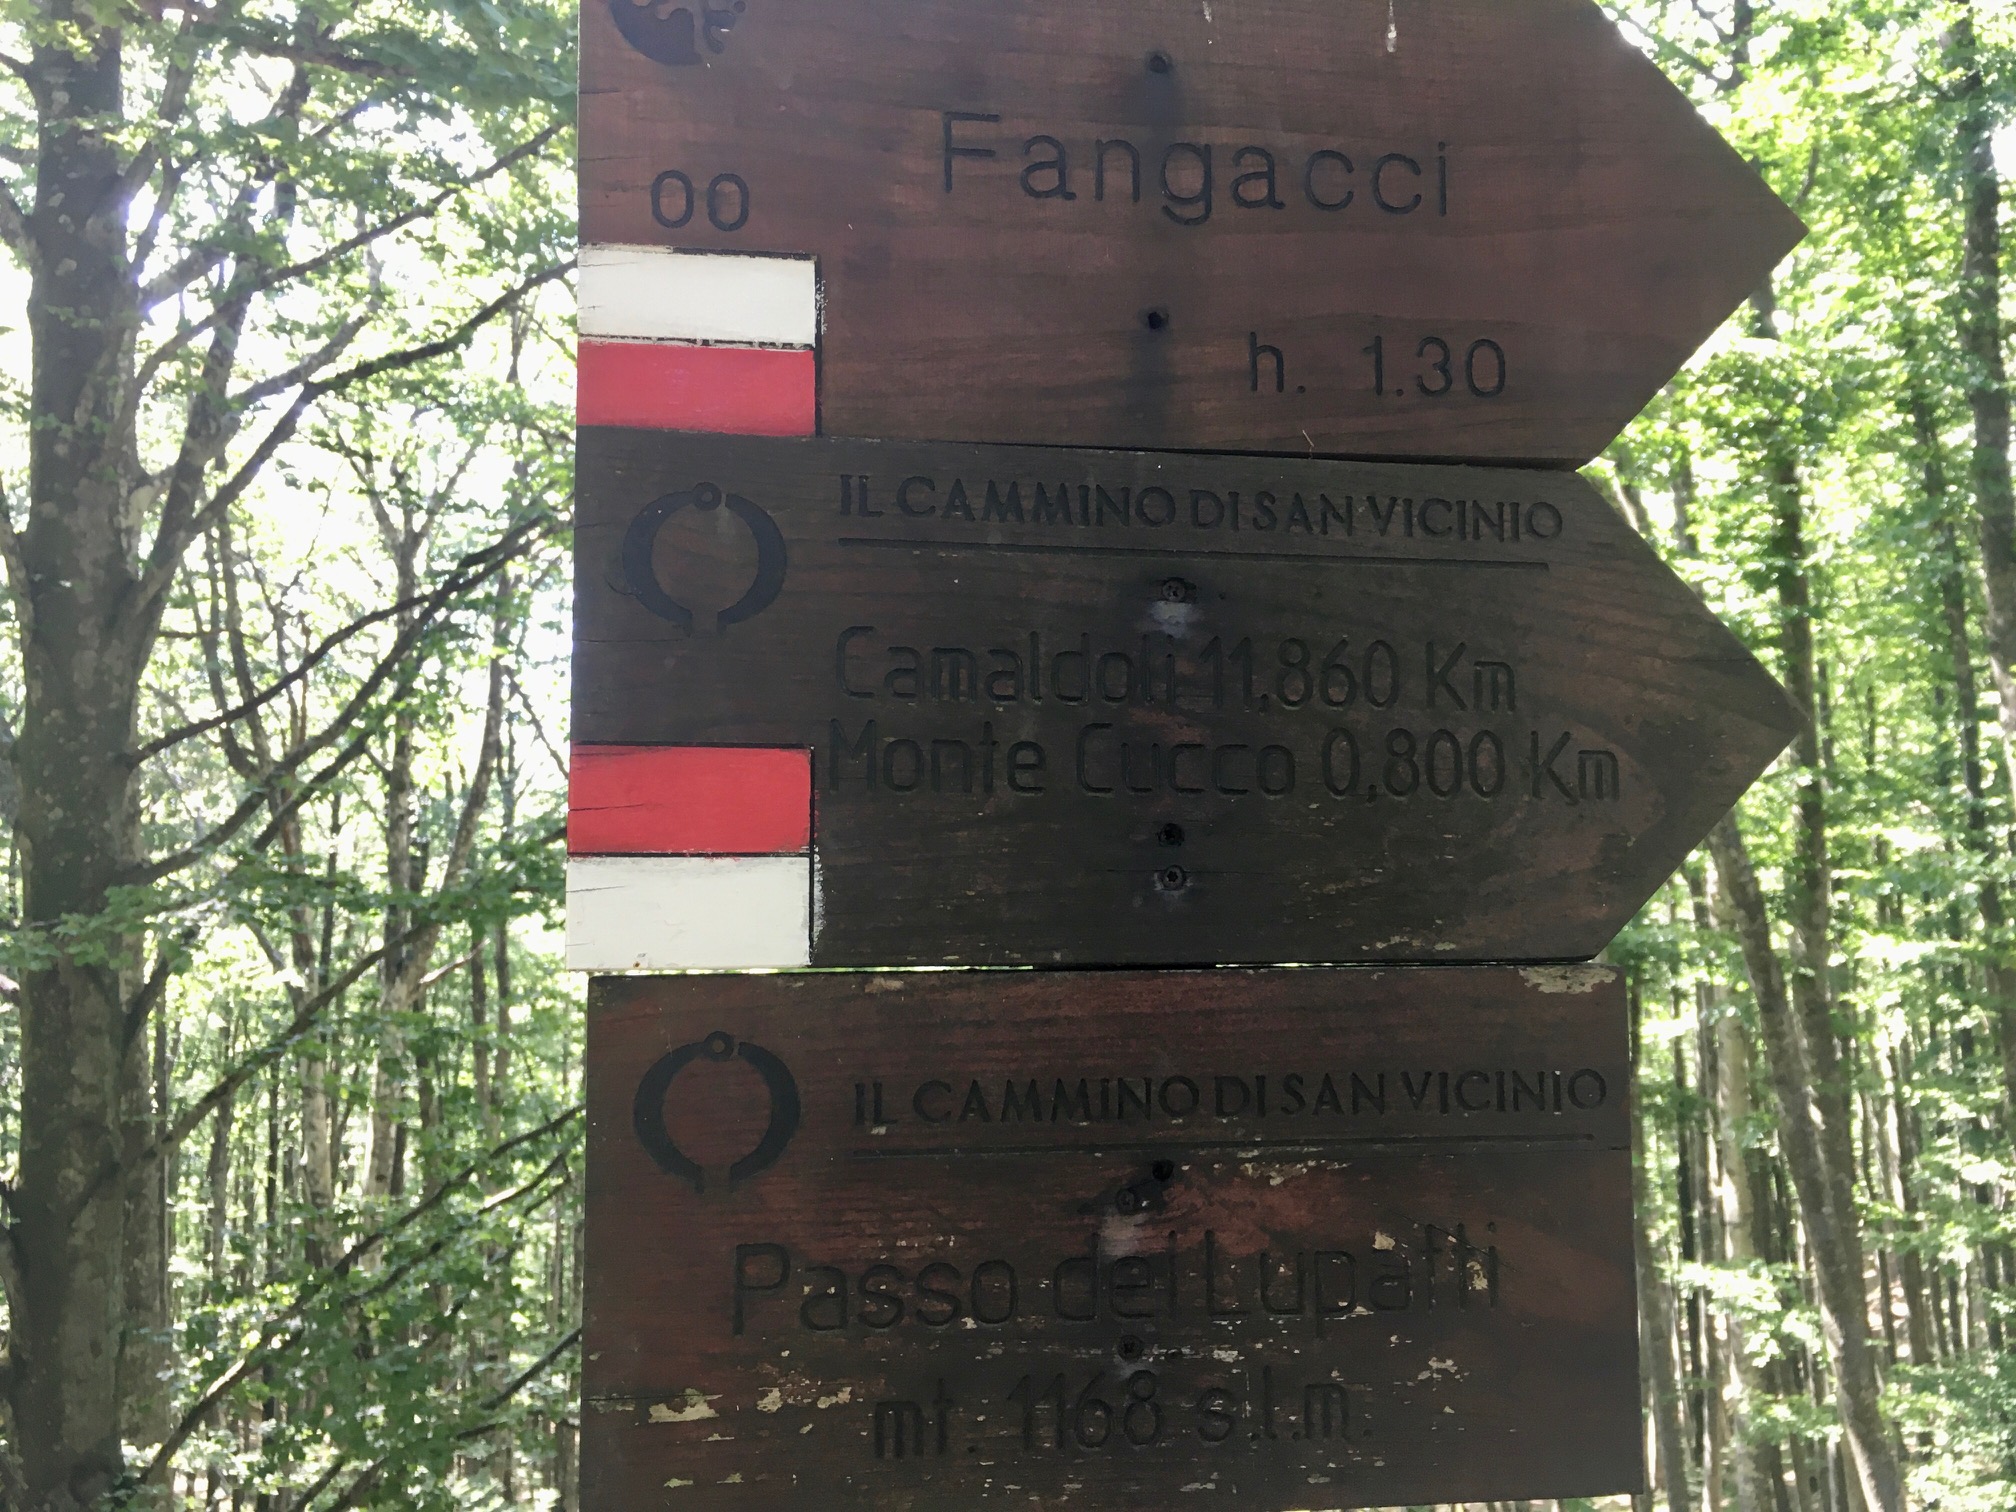 Fangacci
00
h. 1.30
IL CAMMINO DI SAN VICINIO
Camaldoli 11,860 Km
Monte Cucco 0,800 Km
IL CAMMINO DI SAN VICINIO
Passo dei Lupatti
mt. 1168 s.l.m.